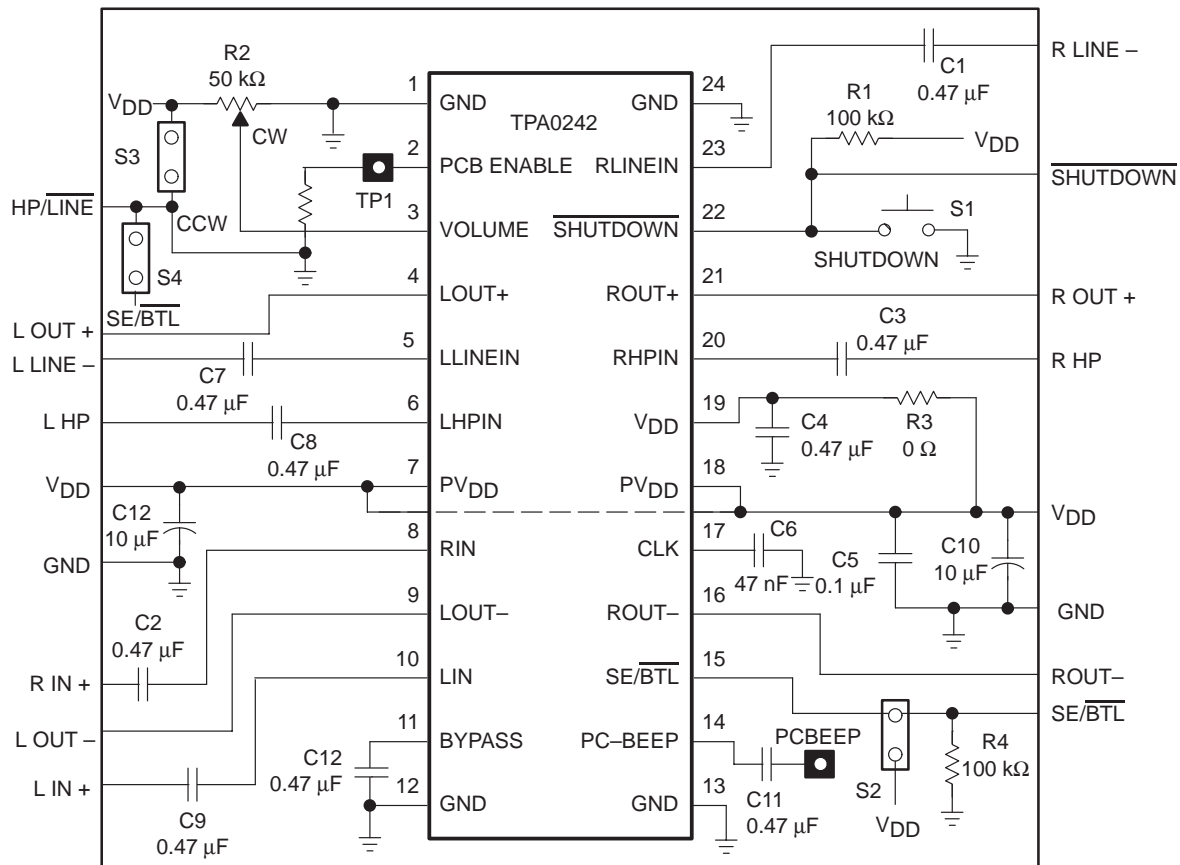 R LINE –
C1
0.47 μF
R2
50 kΩ
1
GND
24
GND
R1
100 kΩ
VDD
TPA0242
CW
VDD
S3
2
PCB ENABLE
23
RLINEIN
TP1
SHUTDOWN
HP/LINE
CCW
3
VOLUME
22
SHUTDOWN
S1
SHUTDOWN
S4
SE/BTL
4
LOUT+
21
ROUT+
R OUT +
L OUT +
C3
0.47 μF
5
LLINEIN
20
RHPIN
R HP
L LINE –
C7
0.47 μF
6
LHPIN
19
VDD
C4
0.47 μF
R3
0 Ω
L HP
C8
0.47 μF
7
PVDD
18
PVDD
VDD
VDD
C12
10 μF
8
RIN
17
CLK
C6
47 nF
C5
0.1 μF
C10
10 μF
GND
9
LOUT–
16
ROUT–
GND
C2
0.47 μF
10
LIN
15
SE/BTL
ROUT–
R IN +
SE/BTL
11
BYPASS
14
PC–BEEP
PCBEEP
L OUT –
C12
0.47 μF
R4
100 kΩ
12
GND
13
GND
C11
0.47 μF
S2
VDD
L IN +
C9
0.47 μF